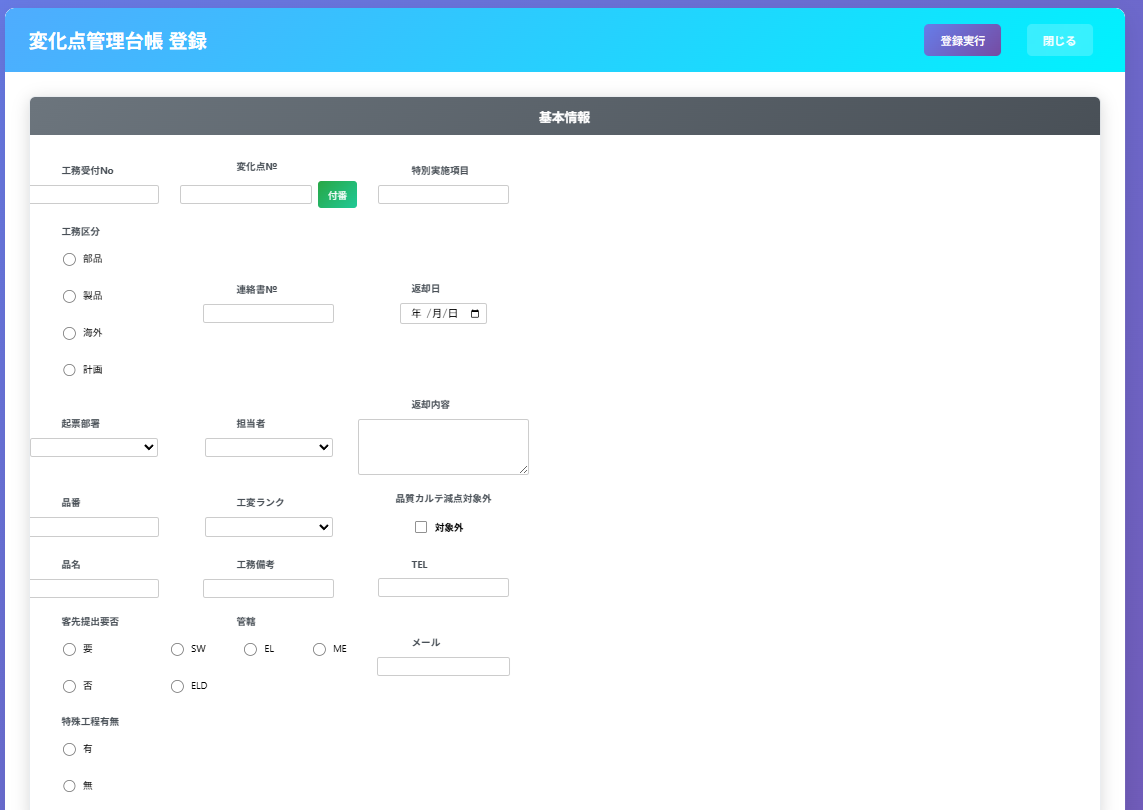 変化点管理台帳 登録
登録実行
閉じる
基本情報
工務受付No
変化点№
特別実施項目
付番
工務区分
部品
製品
海外
計画
連絡書№
返却日
年 /月/日
返却内容
起票部署
担当者
品番
工変ランク
品質カルテ減点対象外
対象外
品名
工務備考
TEL
客先提出要否
管轄
要
SW
EL
ME
メール
否
ELD
特殊工程有無
有
無